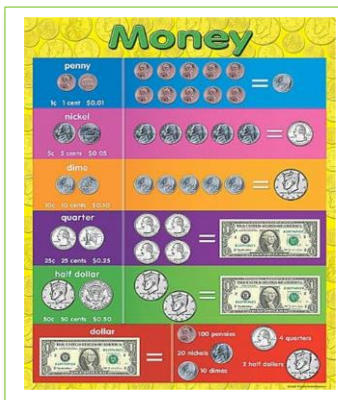 Money
penny
1¢ 1 cent $0.01
=
nickel
5¢ 5 cents $0.05
=
dime
10¢ 10 cents $0.10
=
quarter
25¢ 25 cents $0.25
=
half dollar
50¢ 50 cents $0.50
=
dollar
=
100 pennies
4 quarters
20 nickels
2 half dollars
10 dimes